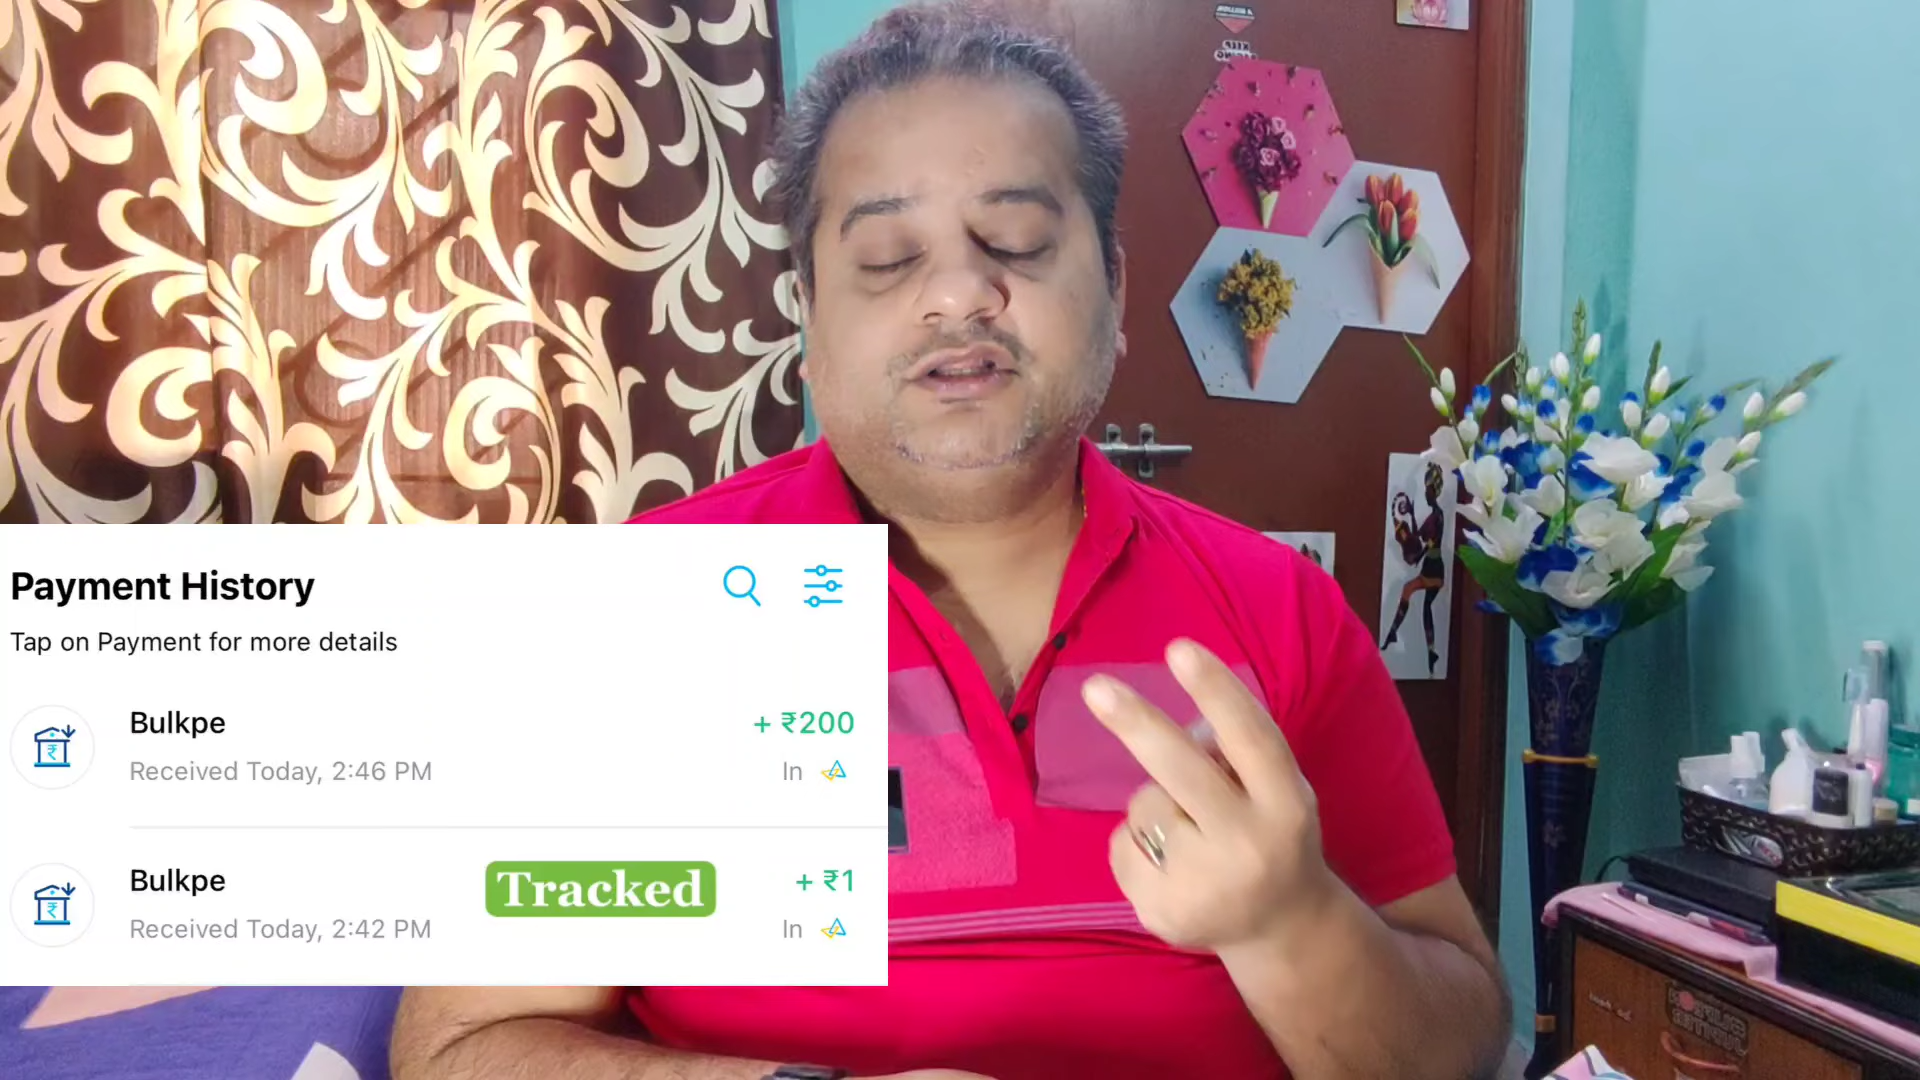 Payment History
Tap on Payment for more details
Bulkpe
+ ₹200
Received Today, 2:46 PM
In
Bulkpe
Tracked
+ ₹1
Received Today, 2:42 PM
In